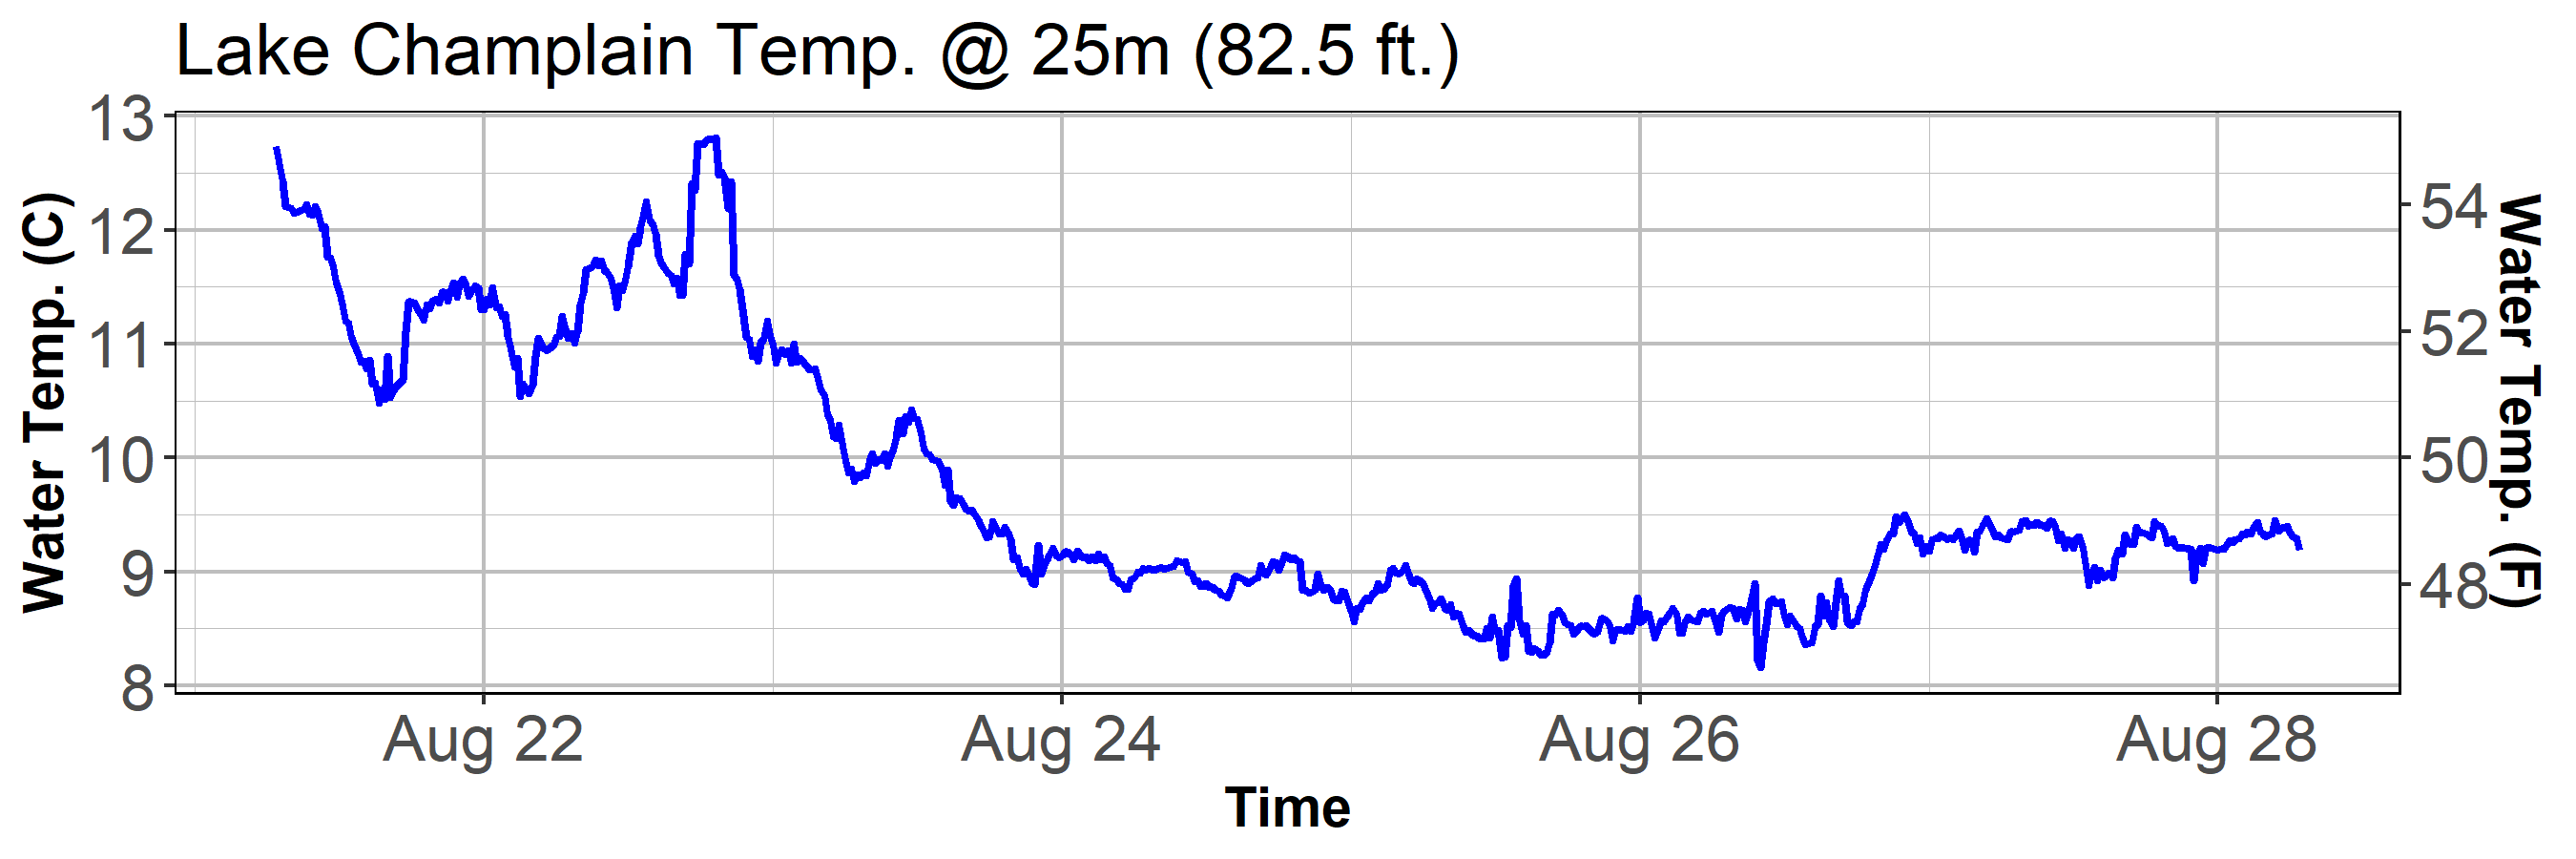 Lake Champlain Temp. @ 25m (82.5 ft.)
13
12
11
10
9
8
Water Temp. (C)
54
52
50
48
Water Temp. (F)
Aug 22
Aug 24
Aug 26
Aug 28
Time